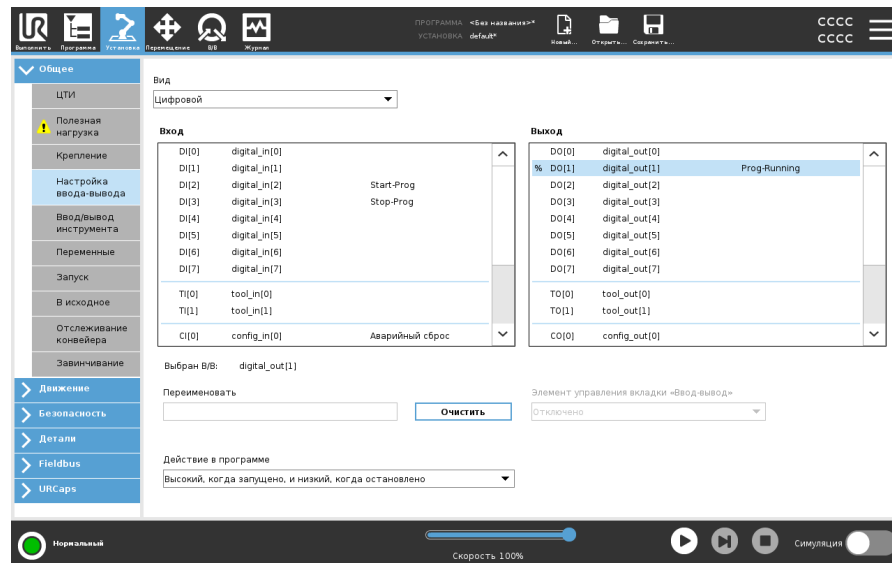 UR
ПРОГРАММА <Без названия>*
УСТАНОВКА default*
Выполнить Программа Установка Перемещение В/В Журнал
Новый... Открыть... Сохранить...
CCCC
CCCC
Общее
ЦТИ
Полезная
нагрузка
Крепление
Настройка
ввода-вывода
Ввод/вывод
инструмента
Переменные
Запуск
В исходное
Отслеживание
конвейера
Завинчивание
Движение
Безопасность
Детали
Fieldbus
URCaps
Вид
Цифровой
Вход
DI[0] digital_in[0]
DI[1] digital_in[1]
DI[2] digital_in[2] Start-Prog
DI[3] digital_in[3] Stop-Prog
DI[4] digital_in[4]
DI[5] digital_in[5]
DI[6] digital_in[6]
DI[7] digital_in[7]
TI[0] tool_in[0]
TI[1] tool_in[1]
CI[0] config_in[0] Аварийный сброс
Выход
DO[0] digital_out[0]
% DO[1] digital_out[1] Prog-Running
DO[2] digital_out[2]
DO[3] digital_out[3]
DO[4] digital_out[4]
DO[5] digital_out[5]
DO[6] digital_out[6]
DO[7] digital_out[7]
TO[0] tool_out[0]
TO[1] tool_out[1]
CO[0] config_out[0]
Выбран В/В: digital_out[1]
Переименовать
Очистить
Элемент управления вкладки «Ввод-вывод»
Отключено
Действие в программе
Высокий, когда запущено, и низкий, когда остановлено
Нормальный
Скорость 100%
Симуляция